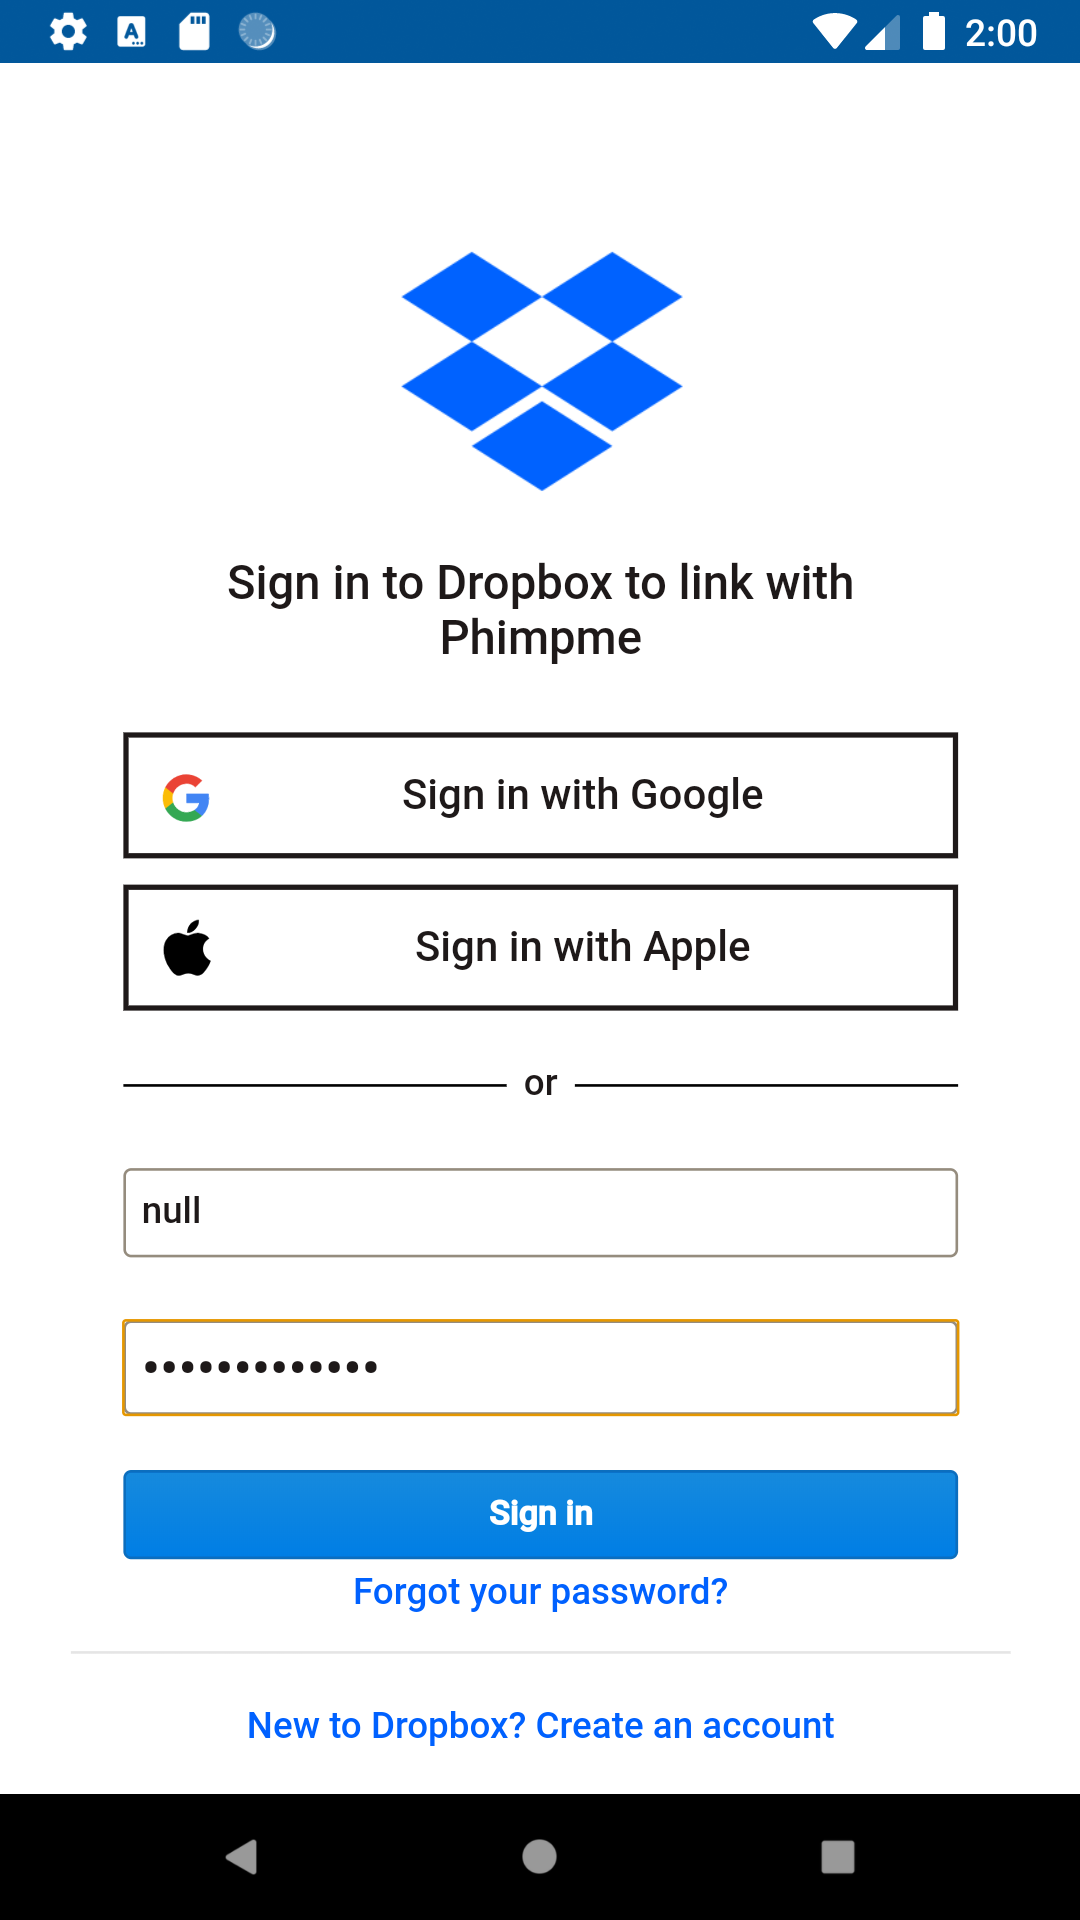 2:00
Sign in to Dropbox to link with
Phimpme
Sign in with Google
Sign in with Apple
or
null
•••••••••••••
Sign in
Forgot your password?
New to Dropbox? Create an account